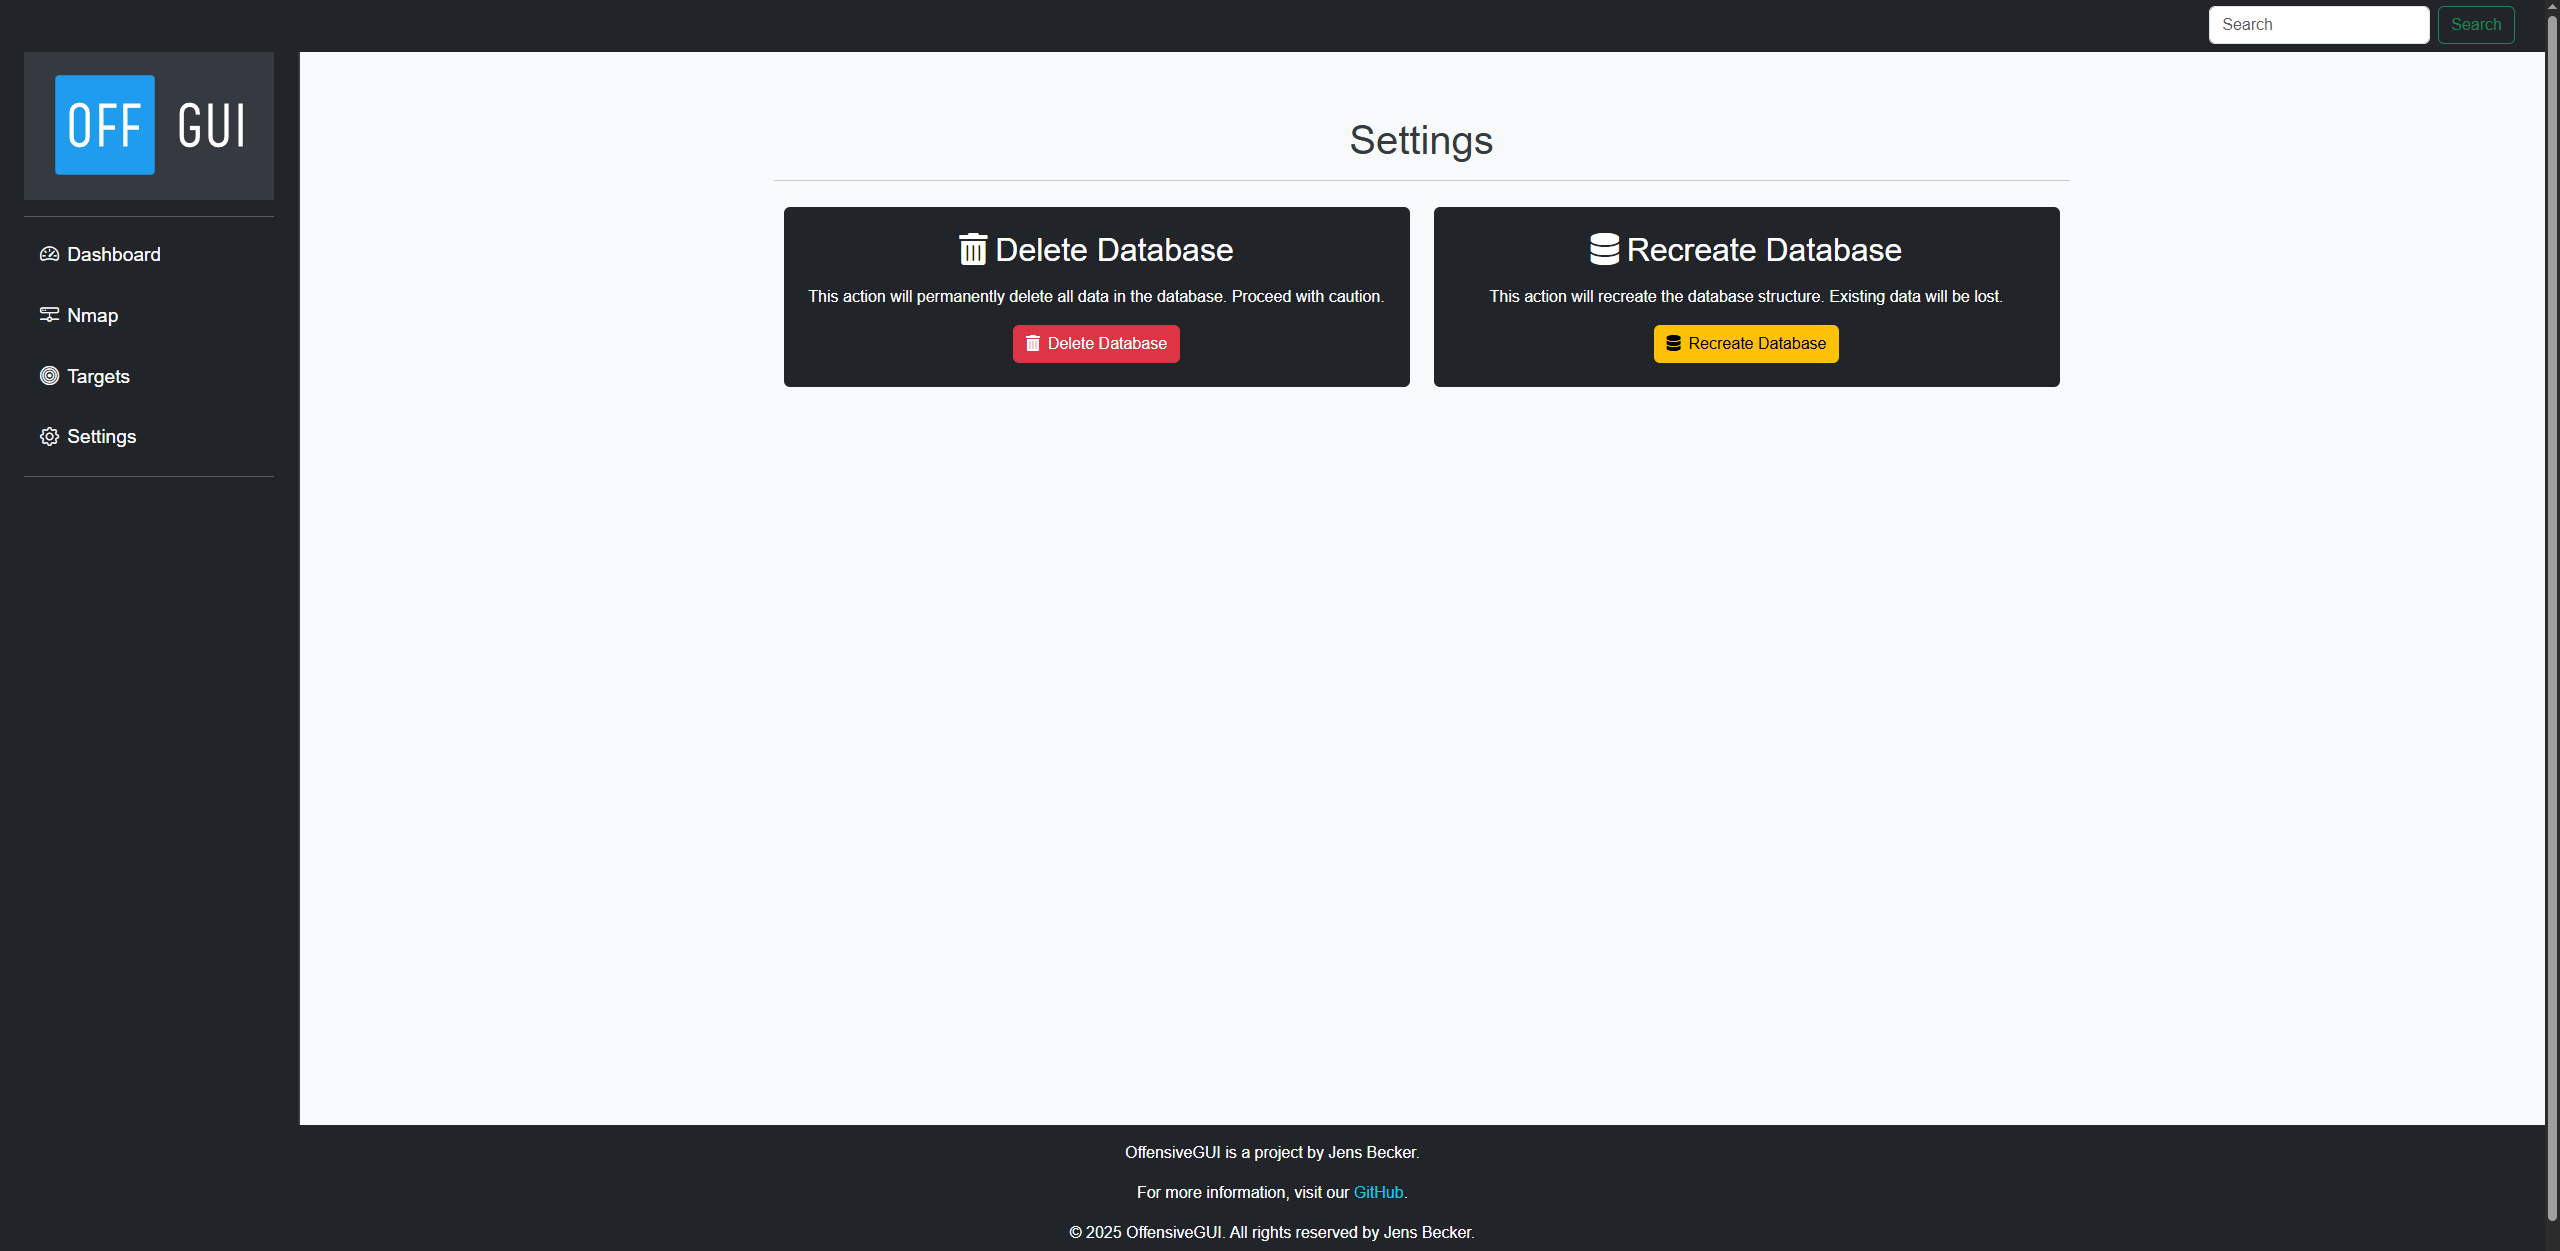 Search Search
OFF GUI
Dashboard
Nmap
Targets
Settings
Settings
Delete Database
This action will permanently delete all data in the database. Proceed with caution.
Delete Database
Recreate Database
This action will recreate the database structure. Existing data will be lost.
Recreate Database
OffensiveGUI is a project by Jens Becker.
For more information, visit our GitHub.
© 2025 OffensiveGUI. All rights reserved by Jens Becker.